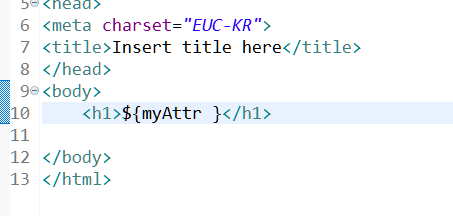 5 <head>
6 <meta charset="EUC-KR">
7 <title>Insert title here</title>
8 </head>
9 <body>
10 <h1>${myAttr }</h1>
11
12 </body>
13 </html>